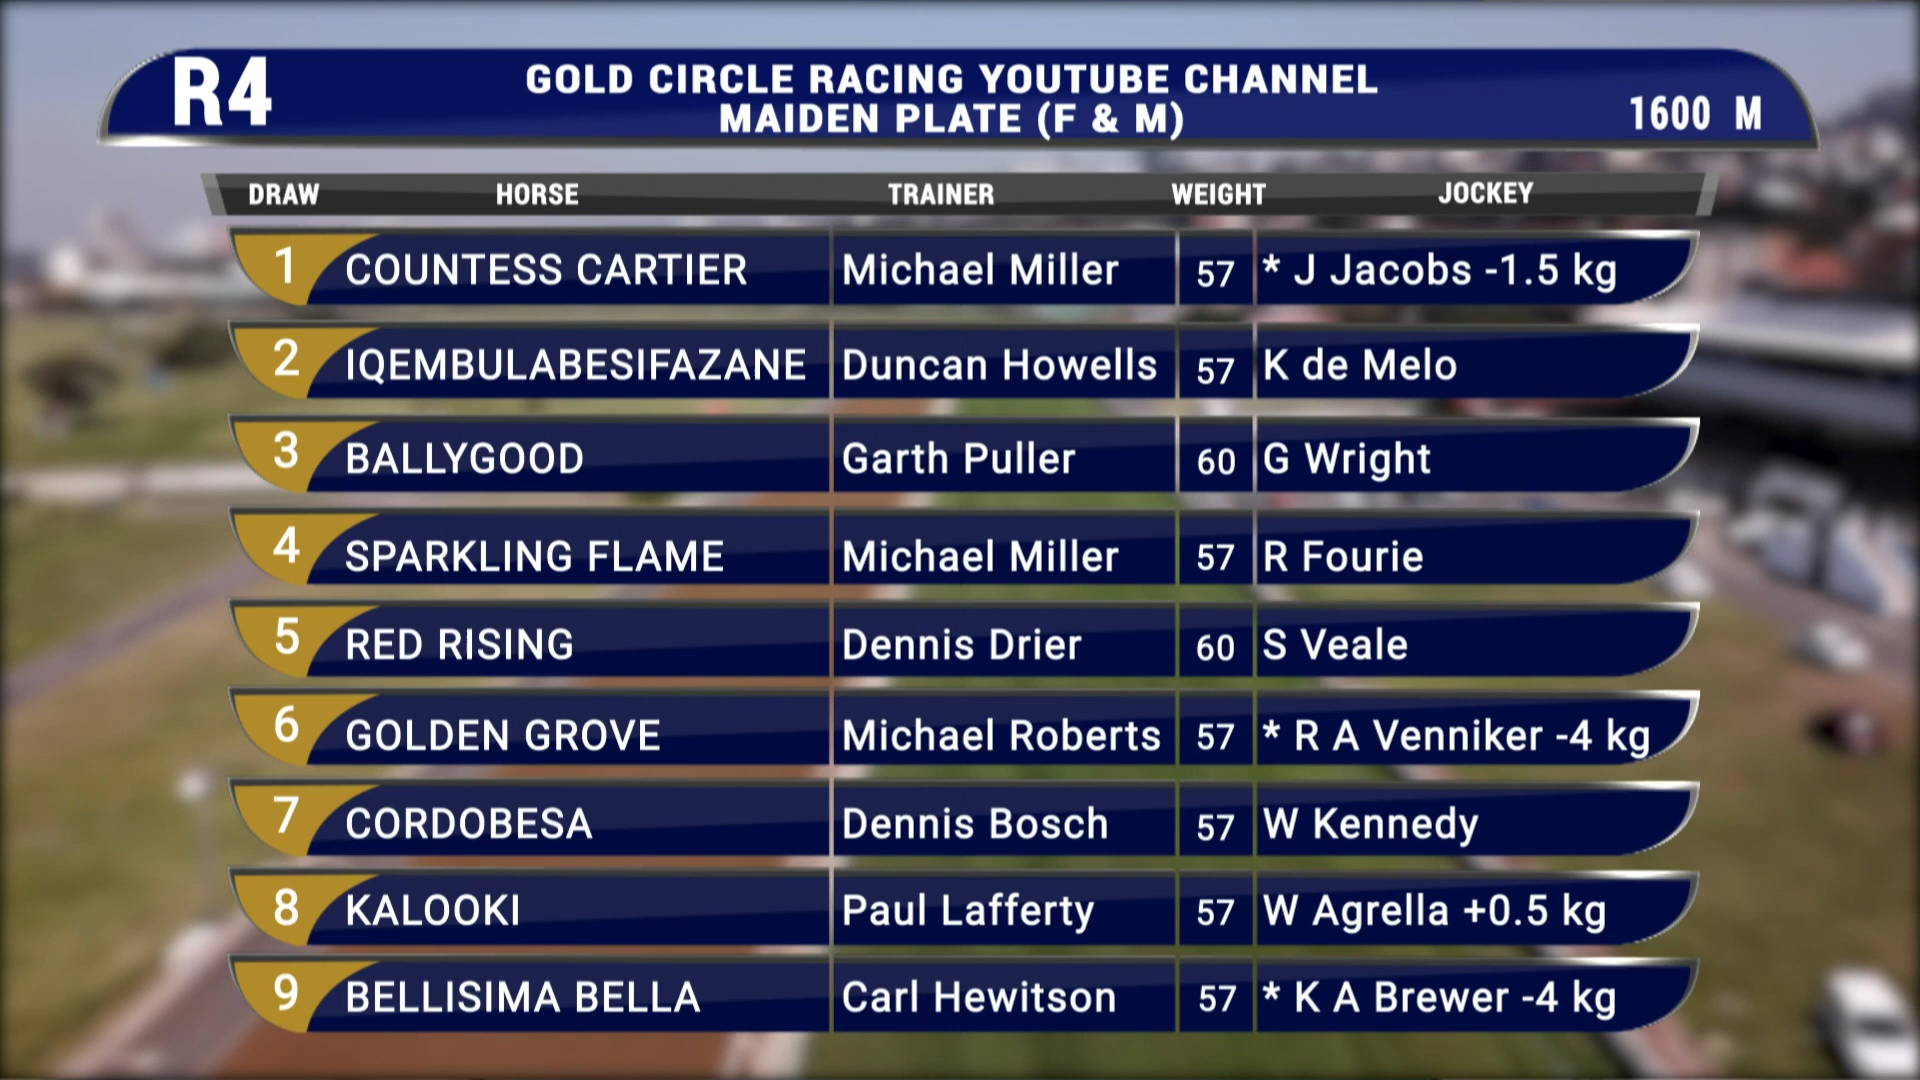 R4
GOLD CIRCLE RACING YOUTUBE CHANNEL
MAIDEN PLATE (F & M)
1600 M
DRAW HORSE TRAINER WEIGHT JOCKEY
1 COUNTESS CARTIER Michael Miller 57 * J Jacobs -1.5 kg
2 IQEMBULABESIFAZANE Duncan Howells 57 K de Melo
3 BALLYGOOD Garth Puller 60 G Wright
4 SPARKLING FLAME Michael Miller 57 R Fourie
5 RED RISING Dennis Drier 60 S Veale
6 GOLDEN GROVE Michael Roberts 57 * R A Venniker -4 kg
7 CORDOBESA Dennis Bosch 57 W Kennedy
8 KALOOKI Paul Lafferty 57 W Agrella +0.5 kg
9 BELLISIMA BELLA Carl Hewitson 57 * K A Brewer -4 kg